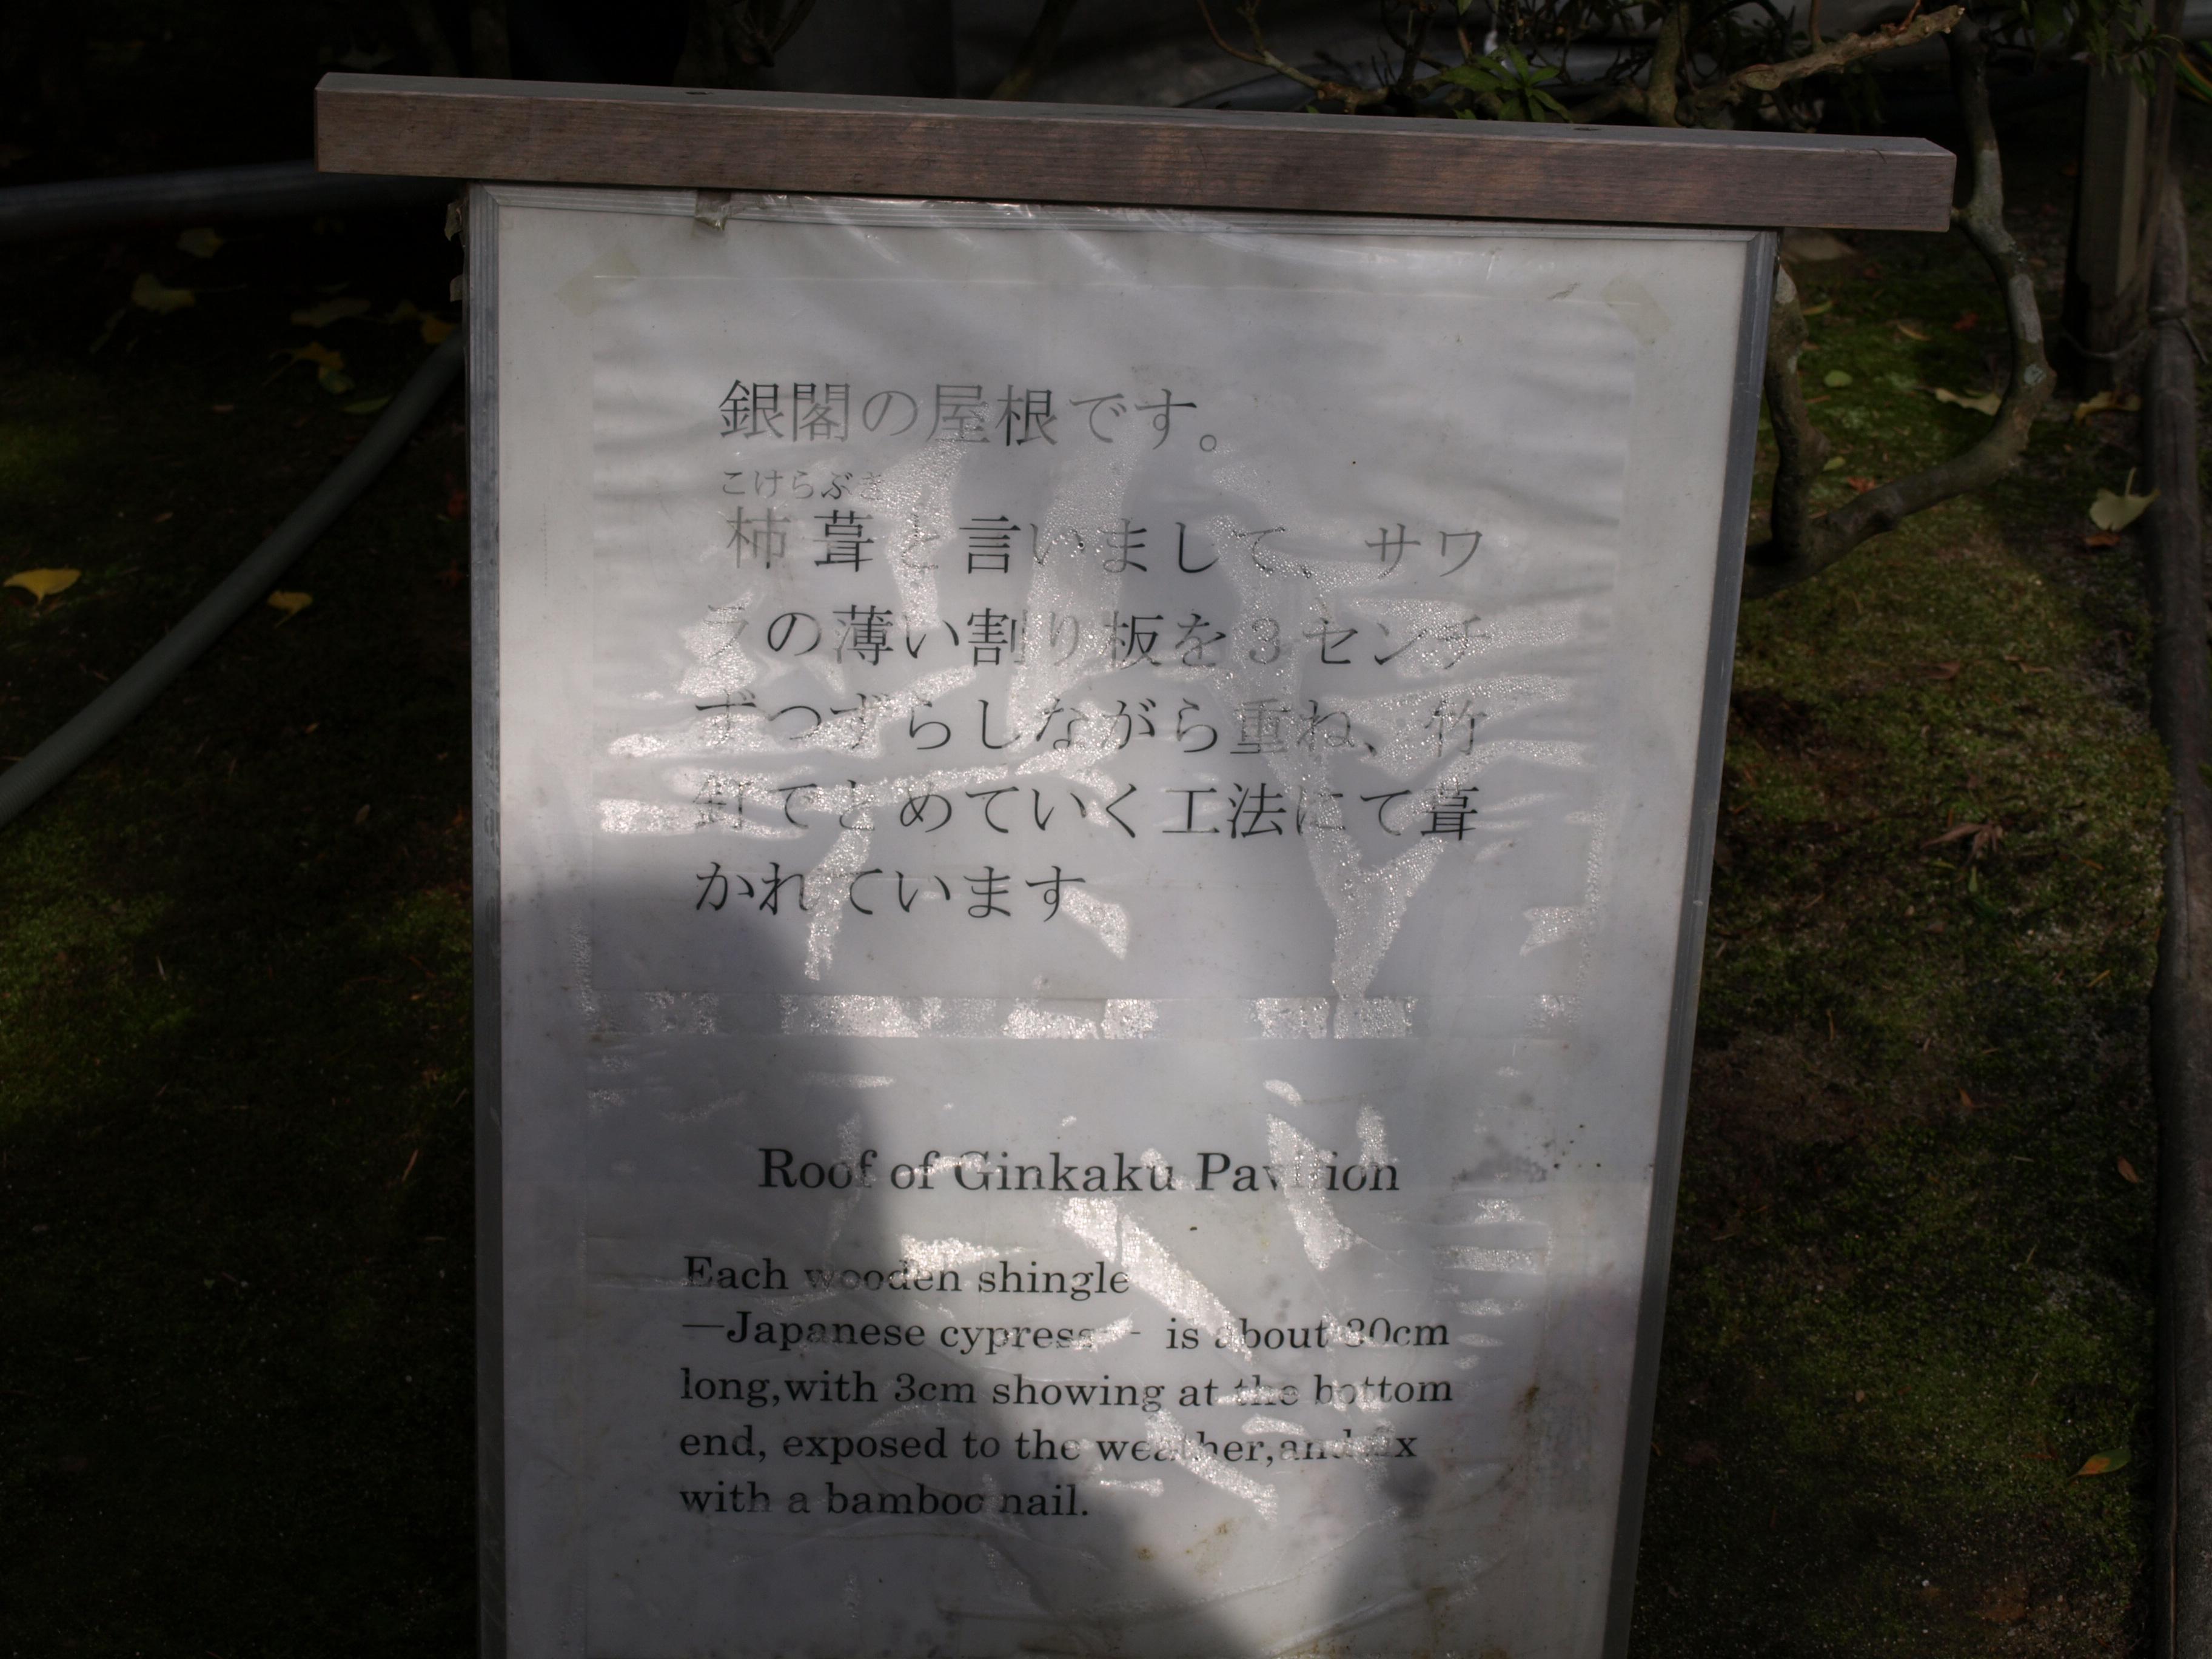 銀閣の屋根です。
こけらぶき
柿葺と言いまして、サワ
ラの薄い割り板を3センチ
ずつずらしながら重ね、竹
釘でとめていく工法にて葺
かれています
Roof of Ginkaku Pavilion
Each wooden shingle
—Japanese cypress— is about 30cm
long,with 3cm showing at the bottom
end, exposed to the weather,and fix
with a bamboo nail.